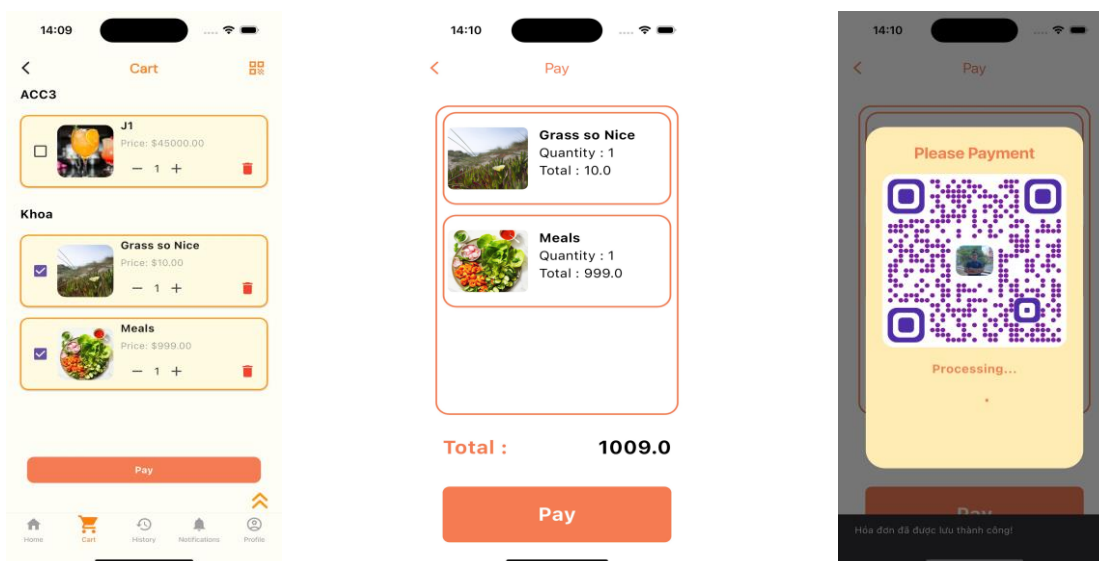 14:09
Cart
ACC3
J1
Price: $45000.00
1
Khoa
Grass so Nice
Price: $10.00
1
Meals
Price: $999.00
1
Pay
Home
Cart
History
Notifications
Profile
14:10
Pay
Grass so Nice
Quantity : 1
Total : 10.0
Meals
Quantity : 1
Total : 999.0
Total :
1009.0
Pay
14:10
Pay
Please Payment
Processing...
Pay
Hóa đơn đã được lưu thành công!